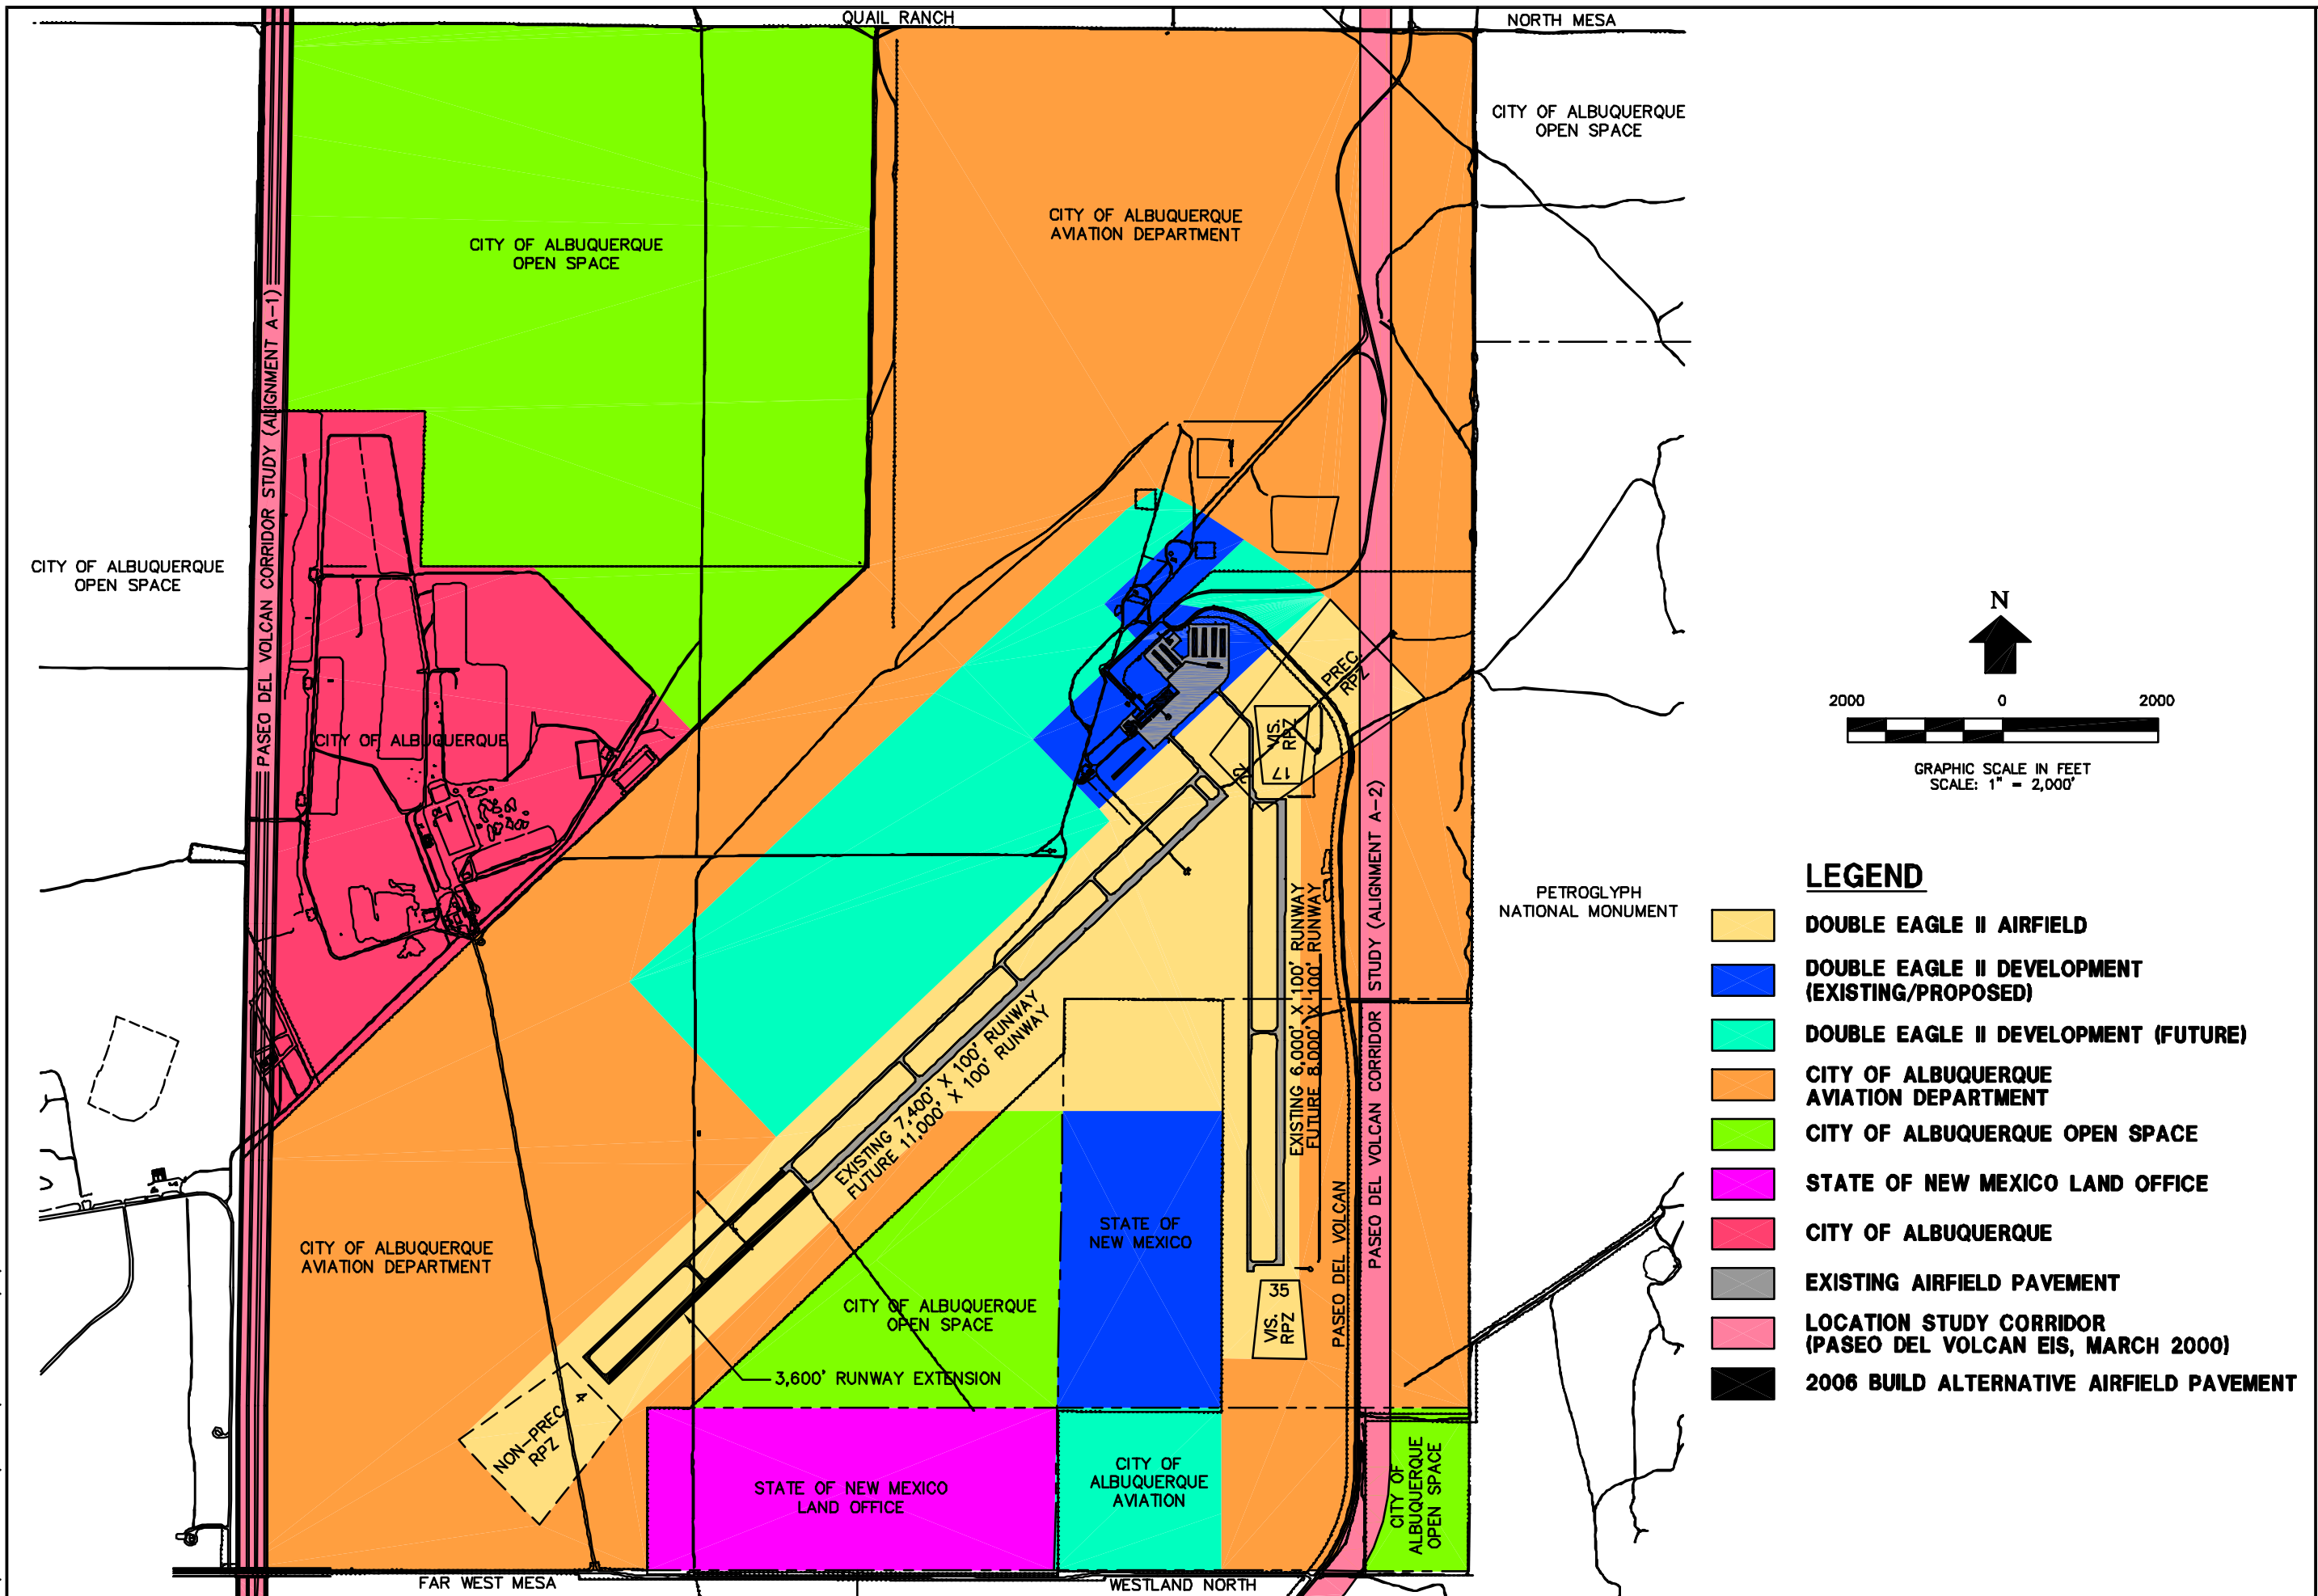 QUAIL RANCH
NORTH MESA
CITY OF ALBUQUERQUE
OPEN SPACE
CITY OF ALBUQUERQUE
AVIATION DEPARTMENT
CITY OF ALBUQUERQUE
OPEN SPACE
PASEO DEL VOLCAN CORRIDOR STUDY (ALIGNMENT A-1)
CITY OF ALBUQUERQUE
OPEN SPACE
CITY OF ALBUQUERQUE
PREC
RPZ
VIS.
RPZ
17
22
PASEO DEL VOLCAN CORRIDOR STUDY (ALIGNMENT A-2)
PETROGLYPH
NATIONAL MONUMENT
EXISTING 6,000' X 100' RUNWAY
FUTURE 8,000' X 100' RUNWAY
EXISTING 7,400' X 100' RUNWAY
FUTURE 11,000' X 100' RUNWAY
STATE OF
NEW MEXICO
CITY OF ALBUQUERQUE
AVIATION DEPARTMENT
CITY OF ALBUQUERQUE
OPEN SPACE
PASEO DEL VOLCAN
35
VIS.
RPZ
3,600' RUNWAY EXTENSION
4
NON-PREC
RPZ
STATE OF NEW MEXICO
LAND OFFICE
CITY OF
ALBUQUERQUE
AVIATION
CITY OF
ALBUQUERQUE
OPEN SPACE
FAR WEST MESA
WESTLAND NORTH
N
2000 0 2000
GRAPHIC SCALE IN FEET
SCALE: 1" = 2,000'
LEGEND
DOUBLE EAGLE II AIRFIELD
DOUBLE EAGLE II DEVELOPMENT
(EXISTING/PROPOSED)
DOUBLE EAGLE II DEVELOPMENT (FUTURE)
CITY OF ALBUQUERQUE
AVIATION DEPARTMENT
CITY OF ALBUQUERQUE OPEN SPACE
STATE OF NEW MEXICO LAND OFFICE
CITY OF ALBUQUERQUE
EXISTING AIRFIELD PAVEMENT
LOCATION STUDY CORRIDOR
(PASEO DEL VOLCAN EIS, MARCH 2000)
2006 BUILD ALTERNATIVE AIRFIELD PAVEMENT